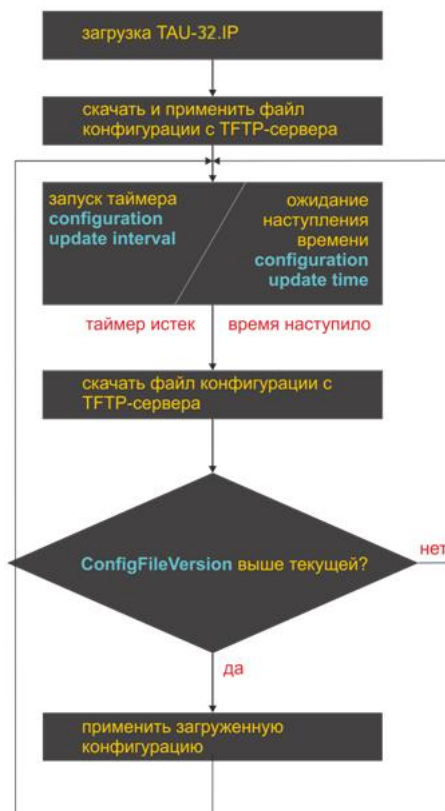 загрузка TAU-32.IP
скачать и применить файл
конфигурации с TFTP-сервера
запуск таймера
configuration
update interval
ожидание
наступления
времени
configuration
update time
таймер истек
время наступило
скачать файл конфигурации с
TFTP-сервера
ConfigFileVersion выше текущей?
нет
да
применить загруженную
конфигурацию